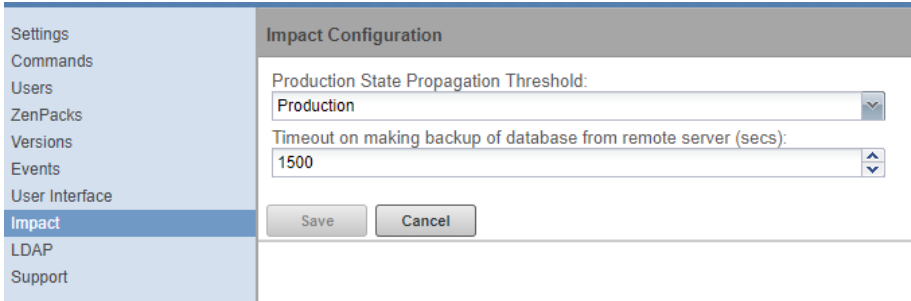 Settings
Commands
Users
ZenPacks
Versions
Events
User Interface
Impact
LDAP
Support
Impact Configuration
Production State Propagation Threshold:
Production
Timeout on making backup of database from remote server (secs):
1500
Save Cancel